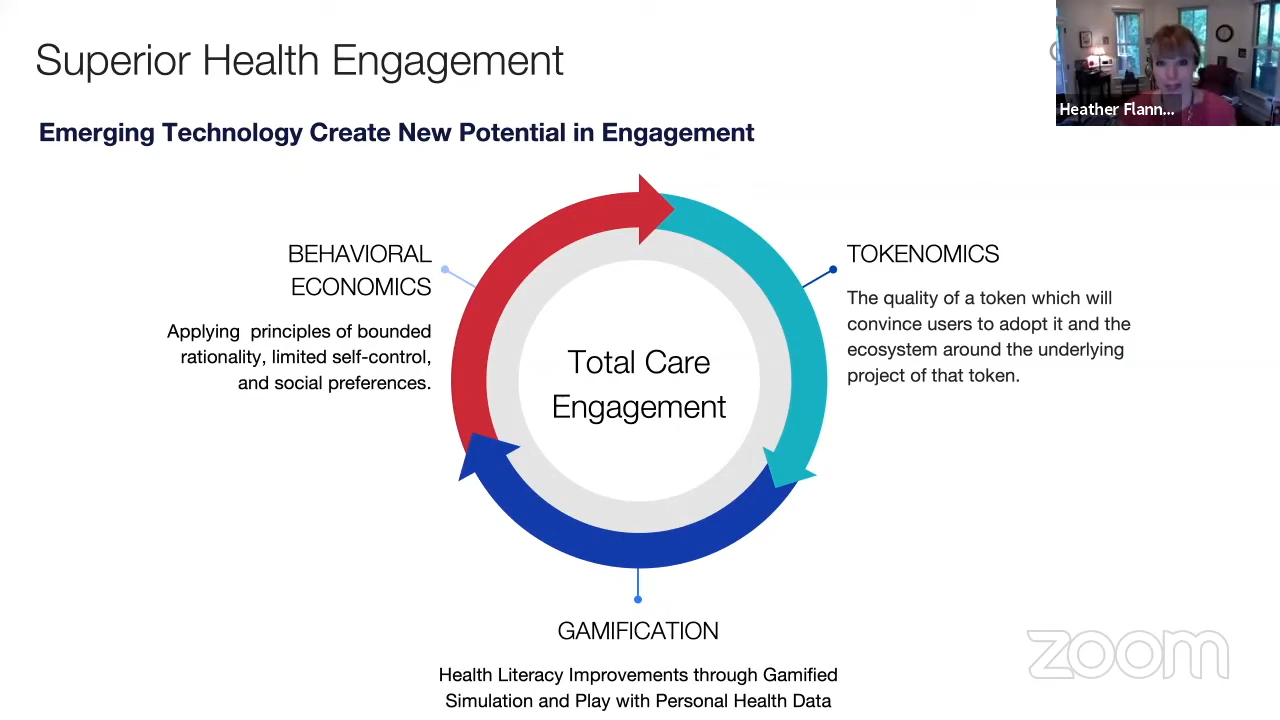 Superior Health Engagement
Heather Flann...
Emerging Technology Create New Potential in Engagement
BEHAVIORAL
ECONOMICS
Applying principles of bounded
rationality, limited self-control,
and social preferences.
TOKENOMICS
The quality of a token which will
convince users to adopt it and the
ecosystem around the underlying
project of that token.
Total Care
Engagement
GAMIFICATION
Health Literacy Improvements through Gamified
Simulation and Play with Personal Health Data
zoom